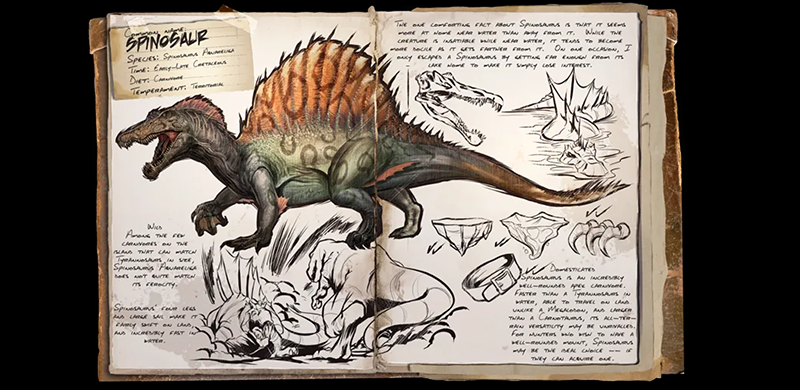 Common name
Spinosaur
Species: Spinosaurus Aquareliga
Time: Early-Late Cretaceous
Diet: Carnivore
Temperament: Territorial
The one comforting fact about Spinosaurus is that it seems
more at home near water than away from it. While the
creature is insatiable while near water, it tends to become
more docile as it gets farther from it. On one occasion, I
only escaped a Spinosaurus by getting far enough from its
lake home to make it simply lose interest.
Wild
Among the few
carnivores on the
island that can match
Tyrannosaurus in size,
Spinosaurus Aquareliga
does not quite match
its ferocity.
Spinosaurus four legs
and large sail make it
fairly swift on land,
and incredibly fast in
water.
Domesticated
Spinosaurus is an incredibly
well-rounded apex carnivore.
Faster than a Tyrannosaurus in
water, able to travel on land
unlike a Megalodon, and larger
than a Carnotaurus, its all-ter-
rain versatility may be unrivalled.
For hunters who wish to have a
well-rounded mount, Spinosaurus
may be the ideal choice -- if
they can acquire one.